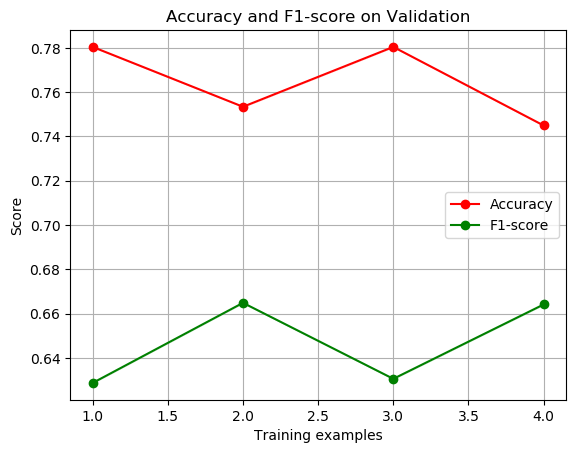 Accuracy and F1-score on Validation
0.78
0.76
0.74
0.72
0.70
0.68
0.66
0.64
Score
Accuracy
F1-score
1.0 1.5 2.0 2.5 3.0 3.5 4.0
Training examples